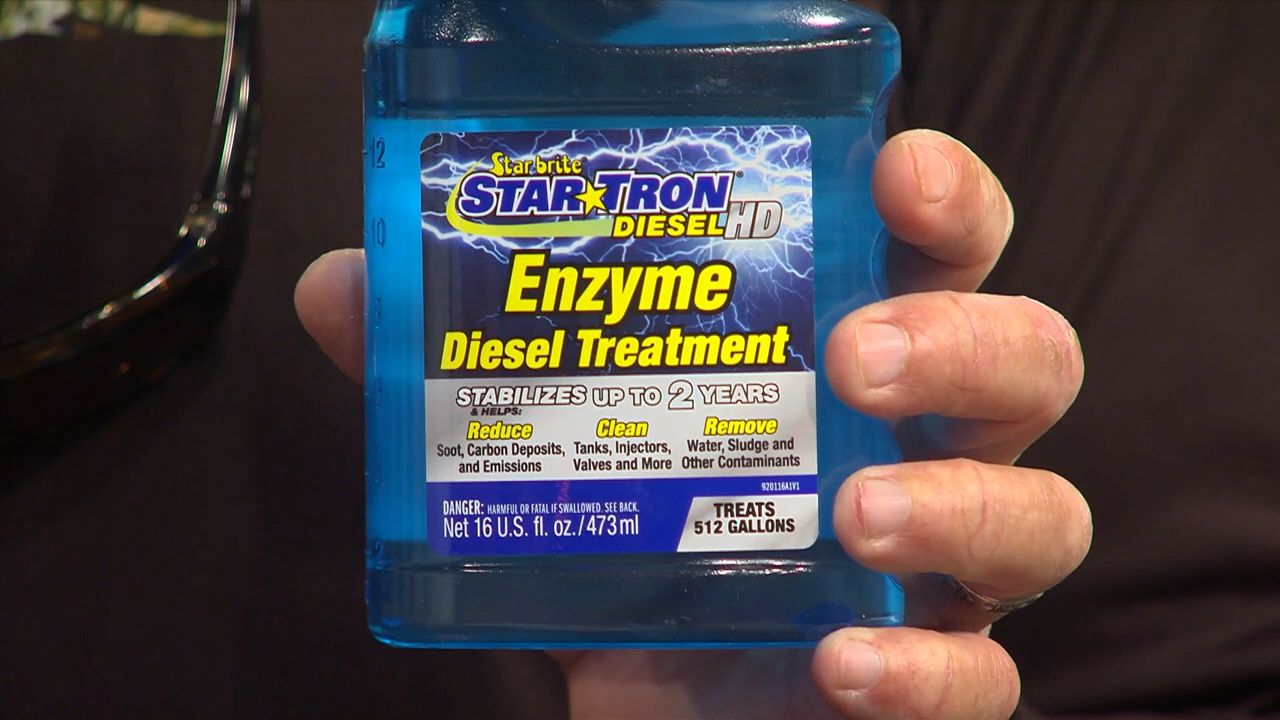 12
10
Star brite
STAR TRON®
DIESEL HD
Enzyme
Diesel Treatment
STABILIZES UP TO 2 YEARS
& HELPS:
Reduce
Soot, Carbon Deposits,
and Emissions
Clean
Tanks, Injectors,
Valves and More
Remove
Water, Sludge and
Other Contaminants
920116A1V1
DANGER: HARMFUL OR FATAL IF SWALLOWED. SEE BACK.
Net 16 U.S. fl. oz./473ml
TREATS
512 GALLONS